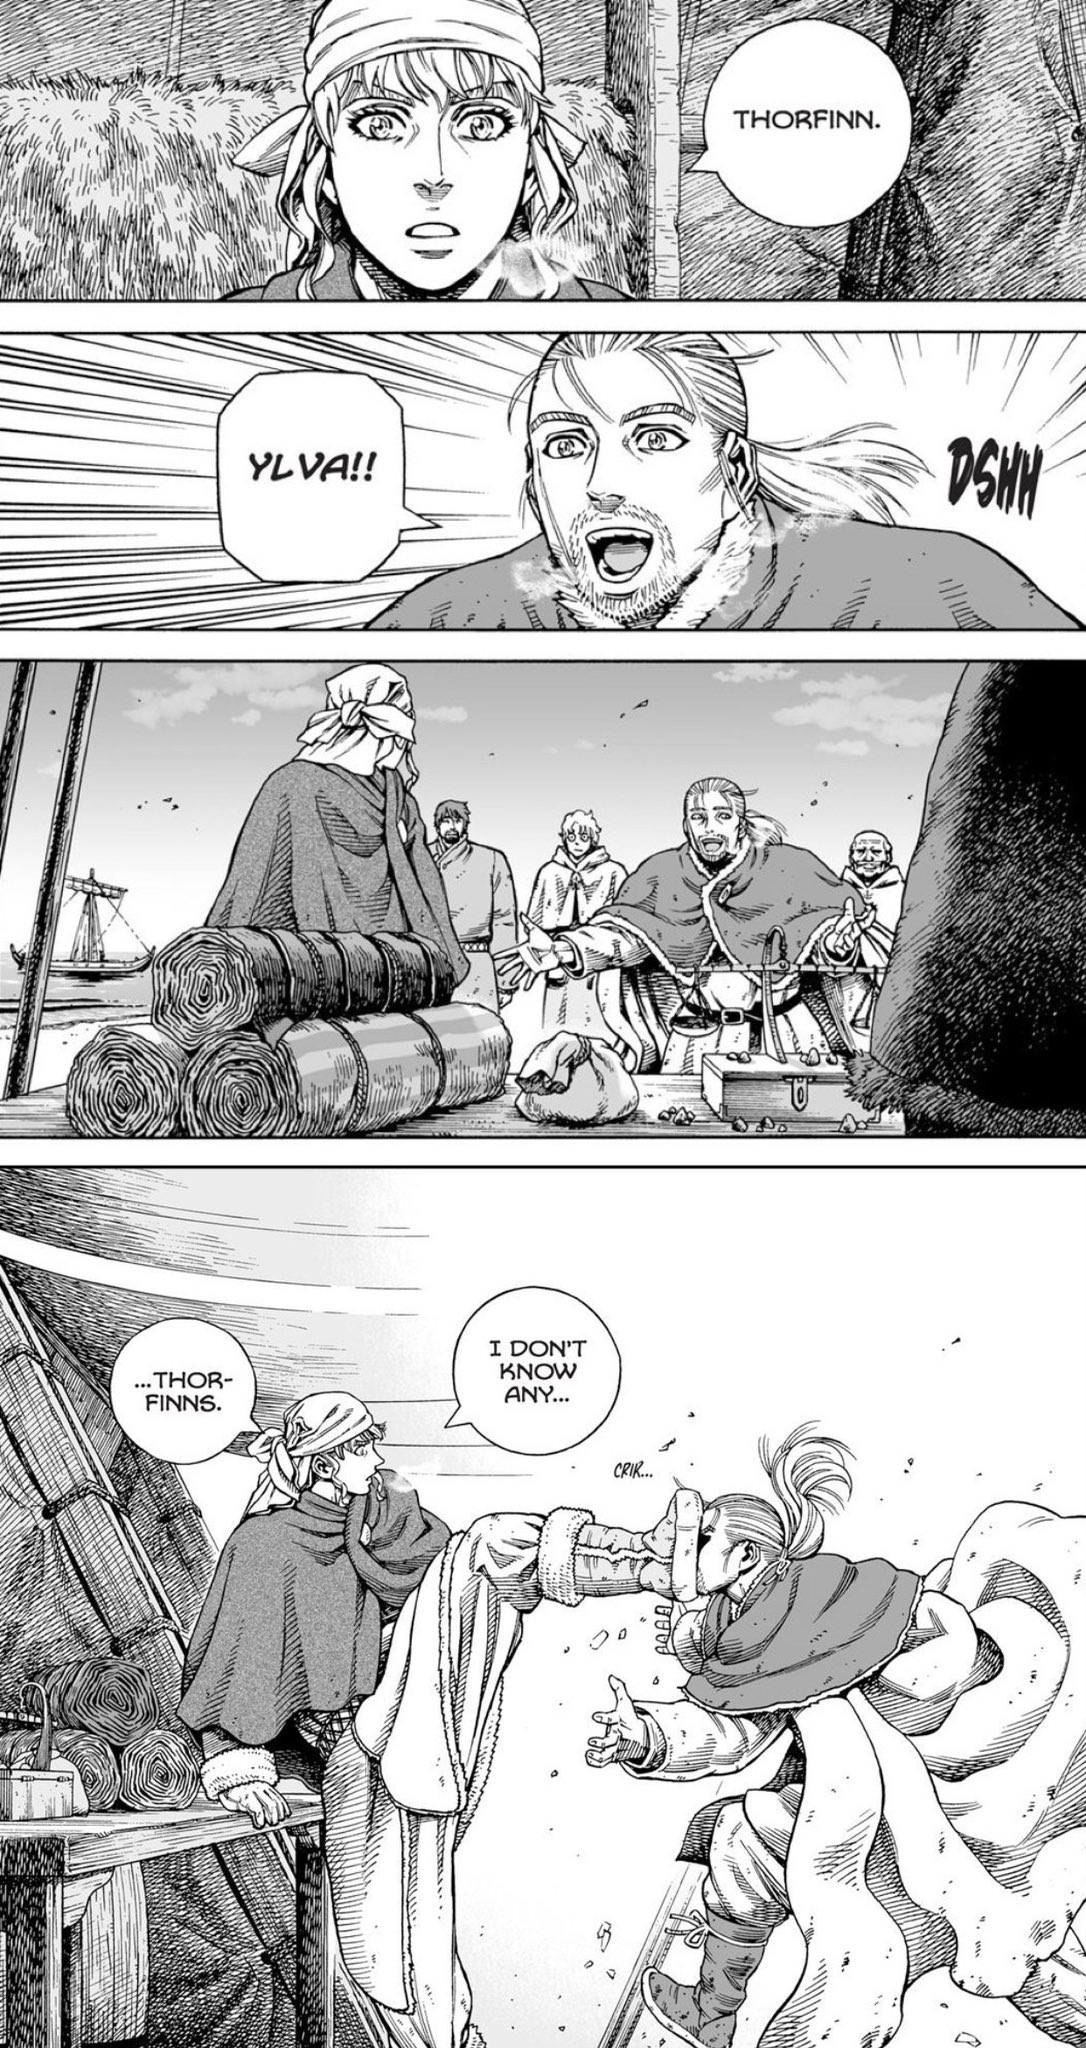 THORFINN.
YLVA!!
DSHH
I DON'T
KNOW
ANY...
...THOR-
FINNS.
CRIK...